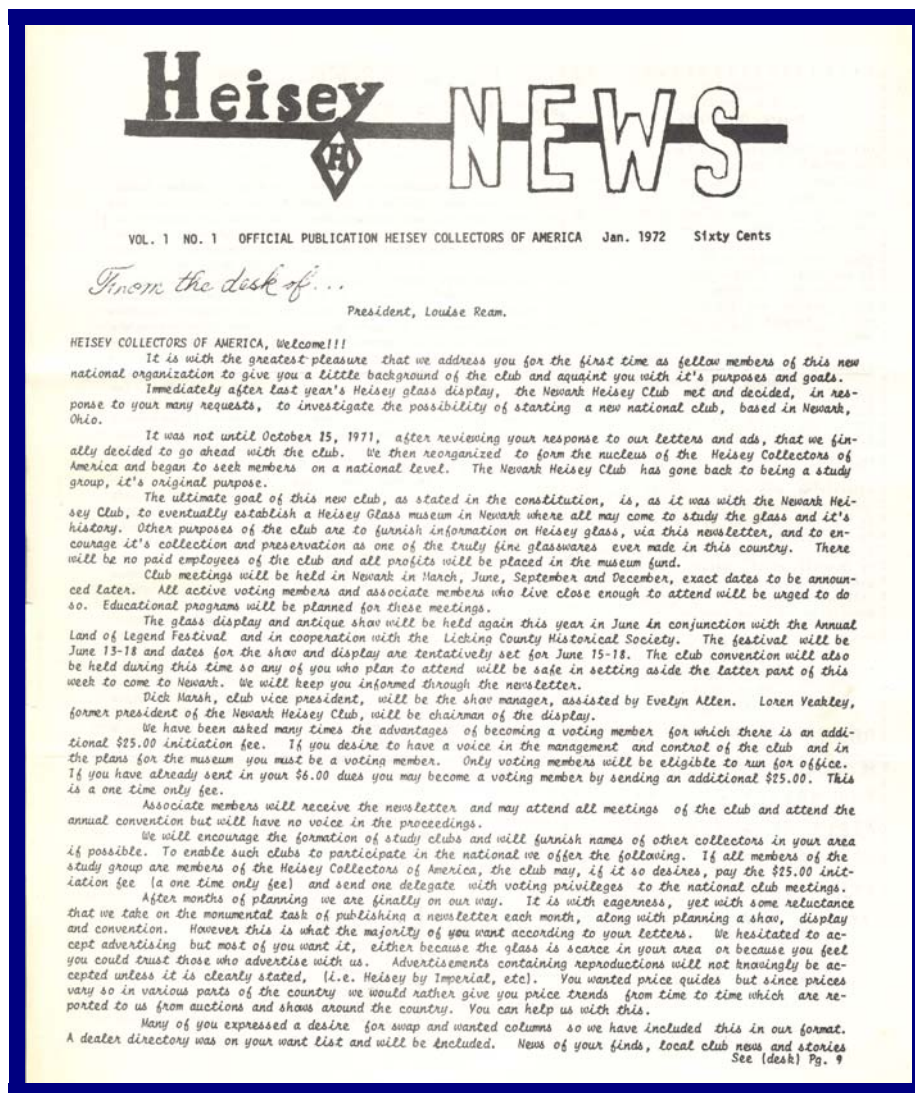 Heisey NEWS
H
VOL. 1 NO. 1 OFFICIAL PUBLICATION HEISEY COLLECTORS OF AMERICA Jan. 1972 Sixty Cents
From the desk of...
President, Louise Ream.
HEISEY COLLECTORS OF AMERICA, Welcome!!!
It is with the greatest pleasure that we address you for the first time as fellow members of this new
national organization to give you a little background of the club and aquaint you with it's purposes and goals.
Immediately after last year's Heisey glass display, the Newark Heisey Club met and decided, in res-
ponse to your many requests, to investigate the possibility of starting a new national club, based in Newark,
Ohio.
It was not until October 15, 1971, after reviewing your response to our letters and ads, that we fin-
ally decided to go ahead with the club. We then reorganized to form the nucleus of the Heisey Collectors of
America and began to seek members on a national level. The Newark Heisey Club has gone back to being a study
group, it's original purpose.
The ultimate goal of this new club, as stated in the constitution, is, as it was with the Newark Hei-
sey Club, to eventually establish a Heisey Glass museum in Newark where all may come to study the glass and it's
history. Other purposes of the club are to furnish information on Heisey glass, via this newsletter, and to en-
courage it's collection and preservation as one of the truly fine glasswares ever made in this country. There
will be no paid employees of the club and all profits will be placed in the museum fund.
Club meetings will be held in Newark in March, June, September and December, exact dates to be announ-
ced later. All active voting members and associate members who live close enough to attend will be urged to do
so. Educational programs will be planned for these meetings.
The glass display and antique show will be held again this year in June in conjunction with the Annual
Land of Legend Festival and in cooperation with the Licking County Historical Society. The festival will be
June 13-18 and dates for the show and display are tentatively set for June 15-18. The club convention will also
be held during this time so any of you who plan to attend will be safe in setting aside the latter part of this
week to come to Newark. We will keep you informed through the newsletter.
Dick Marsh, club vice president, will be the show manager, assisted by Evelyn Allen. Loren Yeakley,
former president of the Newark Heisey Club, will be chairman of the display.
We have been asked many times the advantages of becoming a voting member for which there is an addi-
tional $25.00 initiation fee. If you desire to have a voice in the management and control of the club and in
the plans for the museum you must be a voting member. Only voting members will be eligible to run for office.
If you have already sent in your $6.00 dues you may become a voting member by sending an additional $25.00. This
is a one time only fee.
Associate members will receive the newsletter and may attend all meetings of the club and attend the
annual convention but will have no voice in the proceedings.
We will encourage the formation of study clubs and will furnish names of other collectors in your area
if possible. To enable such clubs to participate in the national we offer the following. If all members of the
study group are members of the Heisey Collectors of America, the club may, if it so desires, pay the $25.00 init-
iation fee (a one time only fee) and send one delegate with voting privileges to the national club meetings.
After months of planning we are finally on our way. It is with eagerness, yet with some reluctance
that we take on the monumental task of publishing a newsletter each month, along with planning a show, display
and convention. However this is what the majority of you want according to your letters. We hesitated to ac-
cept advertising but most of you want it, either because the glass is scarce in your area or because you feel
you could trust those who advertise with us. Advertisements containing reproductions will not knowingly be ac-
cepted unless it is clearly stated, (i.e. Heisey by Imperial, etc). You wanted price quides but since prices
vary so in various parts of the country we would rather give you price trends from time to time which are re-
ported to us from auctions and shows around the country. You can help us with this.
Many of you expressed a desire for swap and wanted columns so we have included this in our format.
A dealer directory was on your want list and will be included. News of your finds, local club news and stories
See (desk) Pg. 9